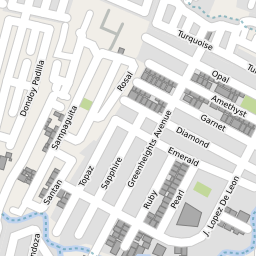 Turquoise
Opal
Dondoy Padilla
Rosal
Amethyst
Sampaguita
Garnet
Greenheights Avenue
Diamond
Emerald
Topaz
Sapphire
Santan
Ruby
Pearl
J. Lopez De Leon
doza